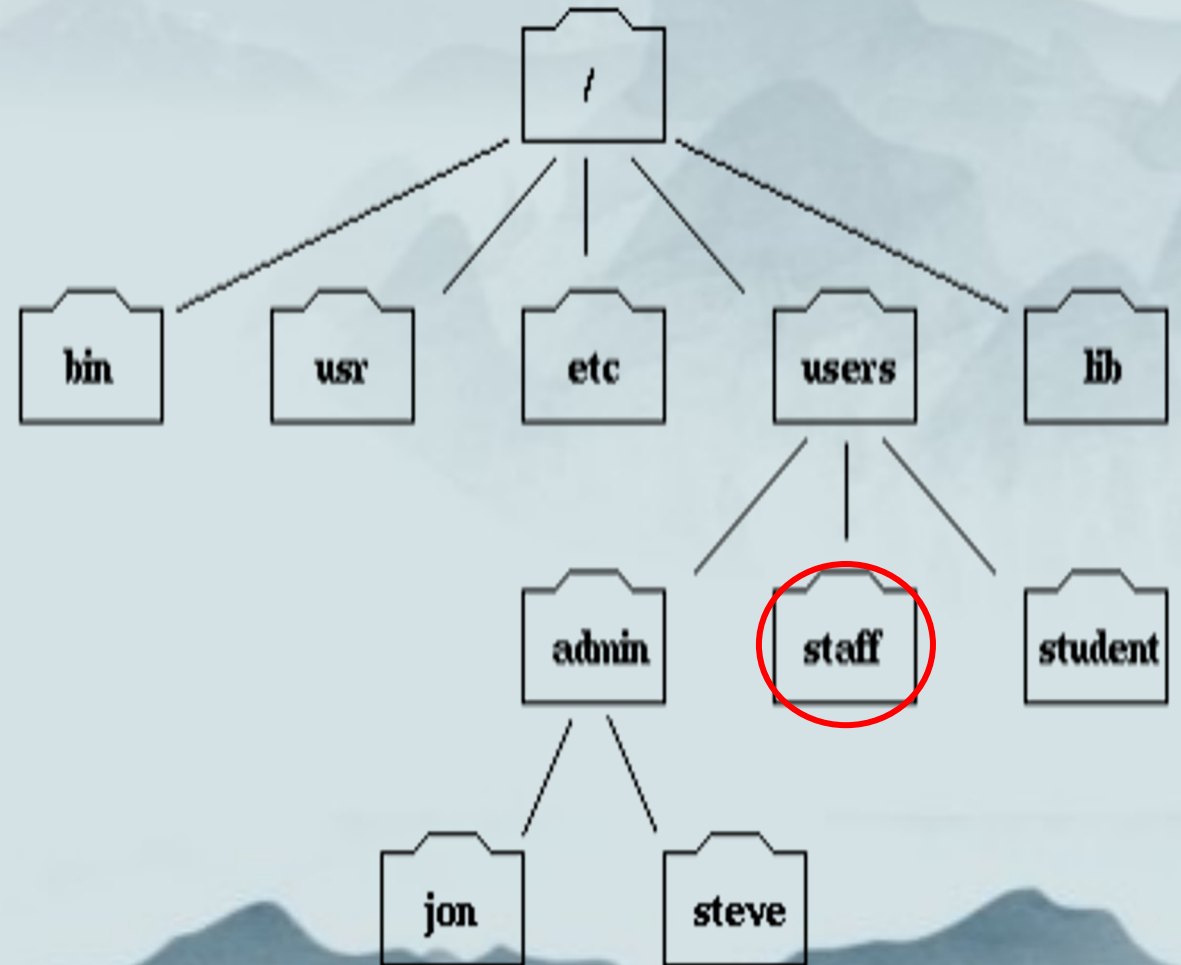 /
bin usr etc users lib
admin staff student
jon steve